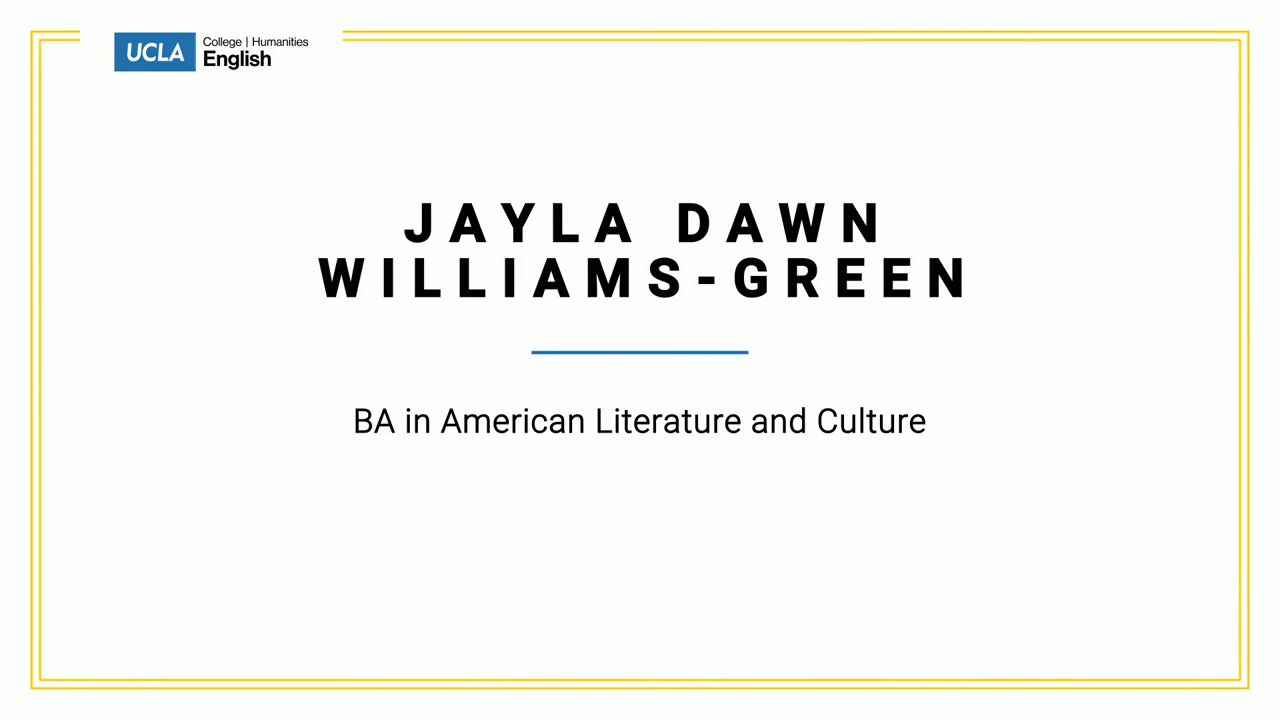 UCLA
College | Humanities
English
JAYLA DAWN
WILLIAMS-GREEN
BA in American Literature and Culture